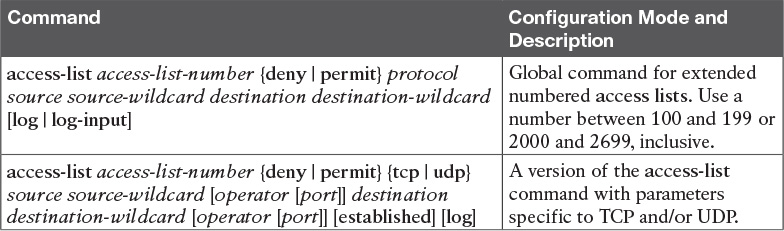 Command
Configuration Mode and
Description
access-list access-list-number {deny | permit} protocol
source source-wildcard destination destination-wildcard
[log | log-input]
Global command for extended
numbered access lists. Use a
number between 100 and 199 or
2000 and 2699, inclusive.
access-list access-list-number {deny | permit} {tcp | udp}
source source-wildcard [operator [port]] destination
destination-wildcard [operator [port]] [established] [log]
A version of the access-list
command with parameters
specific to TCP and/or UDP.